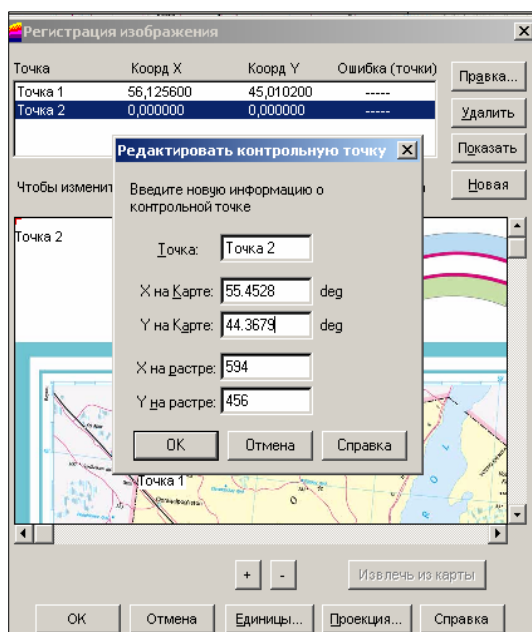 Регистрация изображения
Точка Коорд X Коорд Y Ошибка (точки)
Точка 1 56,125600 45,010200 -----
Точка 2 0,000000 0,000000 -----
Правка...
Удалить
Показать
Новая
Чтобы изменит
Редактировать контрольную точку
Введите новую информацию о
контрольной точке
Точка: Точка 2
X на Карте: 55.4528 deg
Y на Карте: 44.3679 deg
X на растре: 594
Y на растре: 456
OK Отмена Справка
Точка 2
Точка 1
+ - Извлечь из карты
OK Отмена Единицы... Проекция... Справка